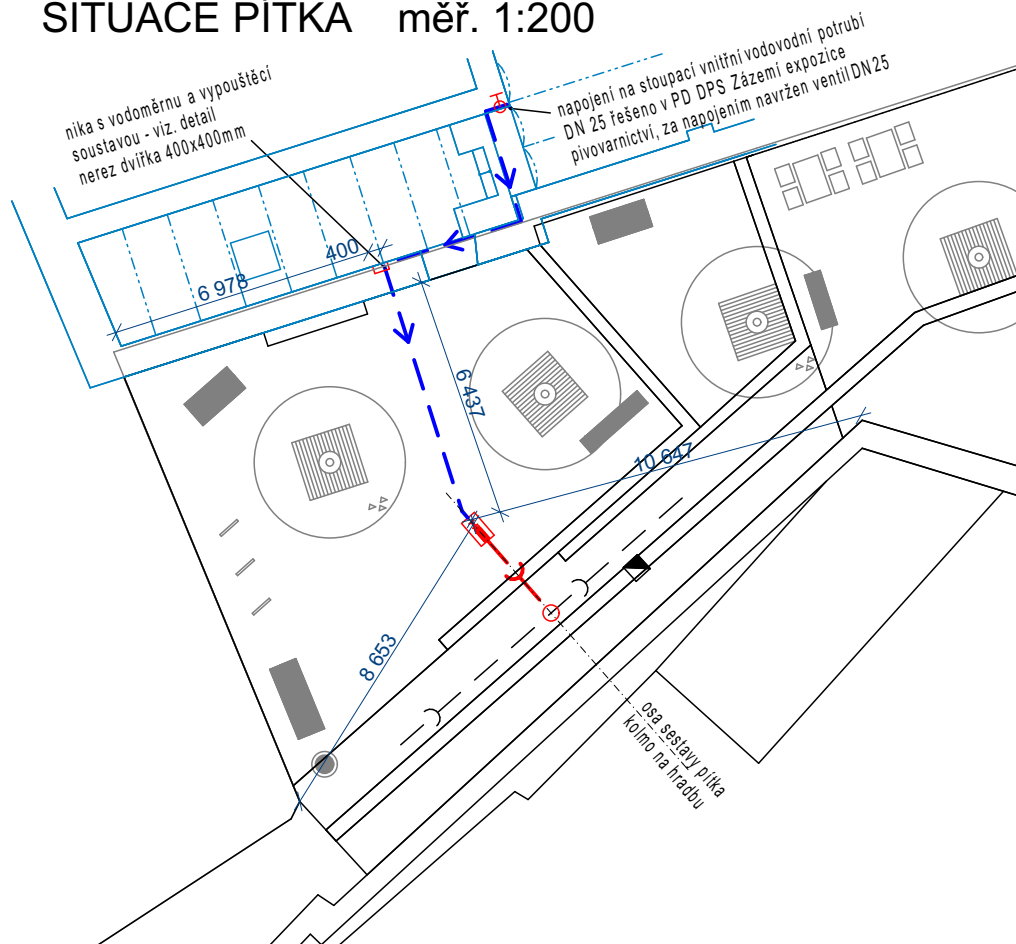 SITUACE PÍTKA měř. 1:200
nika s vodoměrnu a vypouštěcí
soustavou - viz. detail
nerez dvířka 400x400mm
napojení na stoupací vnitřní vodovodní potrubí
DN 25 řešeno v PD DPS Zázemí expozice
pivovarnictví, za napojením navržen ventil DN25
400
6 978
6 437
10 647
8 653
osa sestavy pítka
kolmo na hradbu